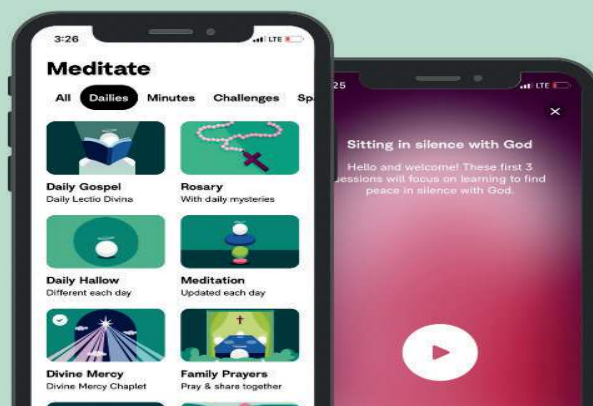 3:26
LTE
Meditate
All Dailies Minutes Challenges Sp
Daily Gospel
Daily Lectio Divina
Rosary
With daily mysteries
Daily Hallow
Different each day
Meditation
Updated each day
Divine Mercy
Divine Mercy Chaplet
Family Prayers
Pray & share together
25
LTE
Sitting in silence with God
Hello and welcome! These first 3
sessions will focus on learning to find
peace in silence with God.